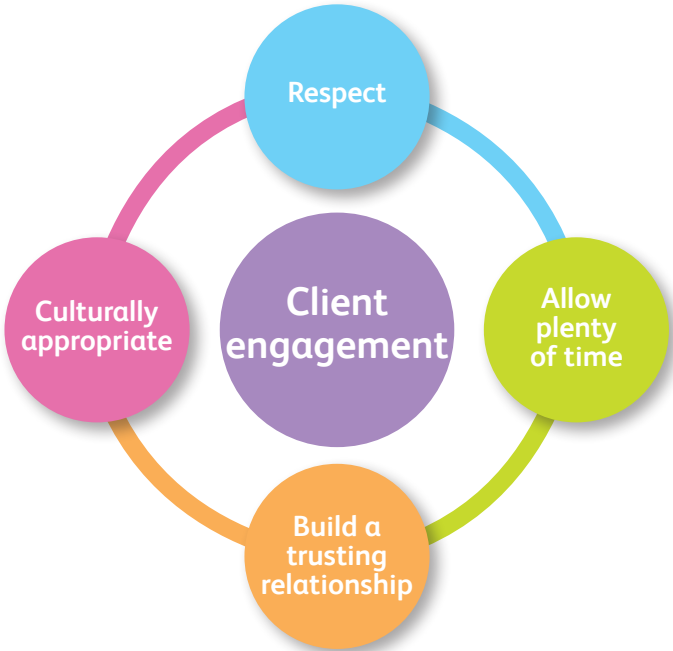 Respect
Culturally
appropriate
Client
engagement
Allow
plenty
of time
Build a
trusting
relationship